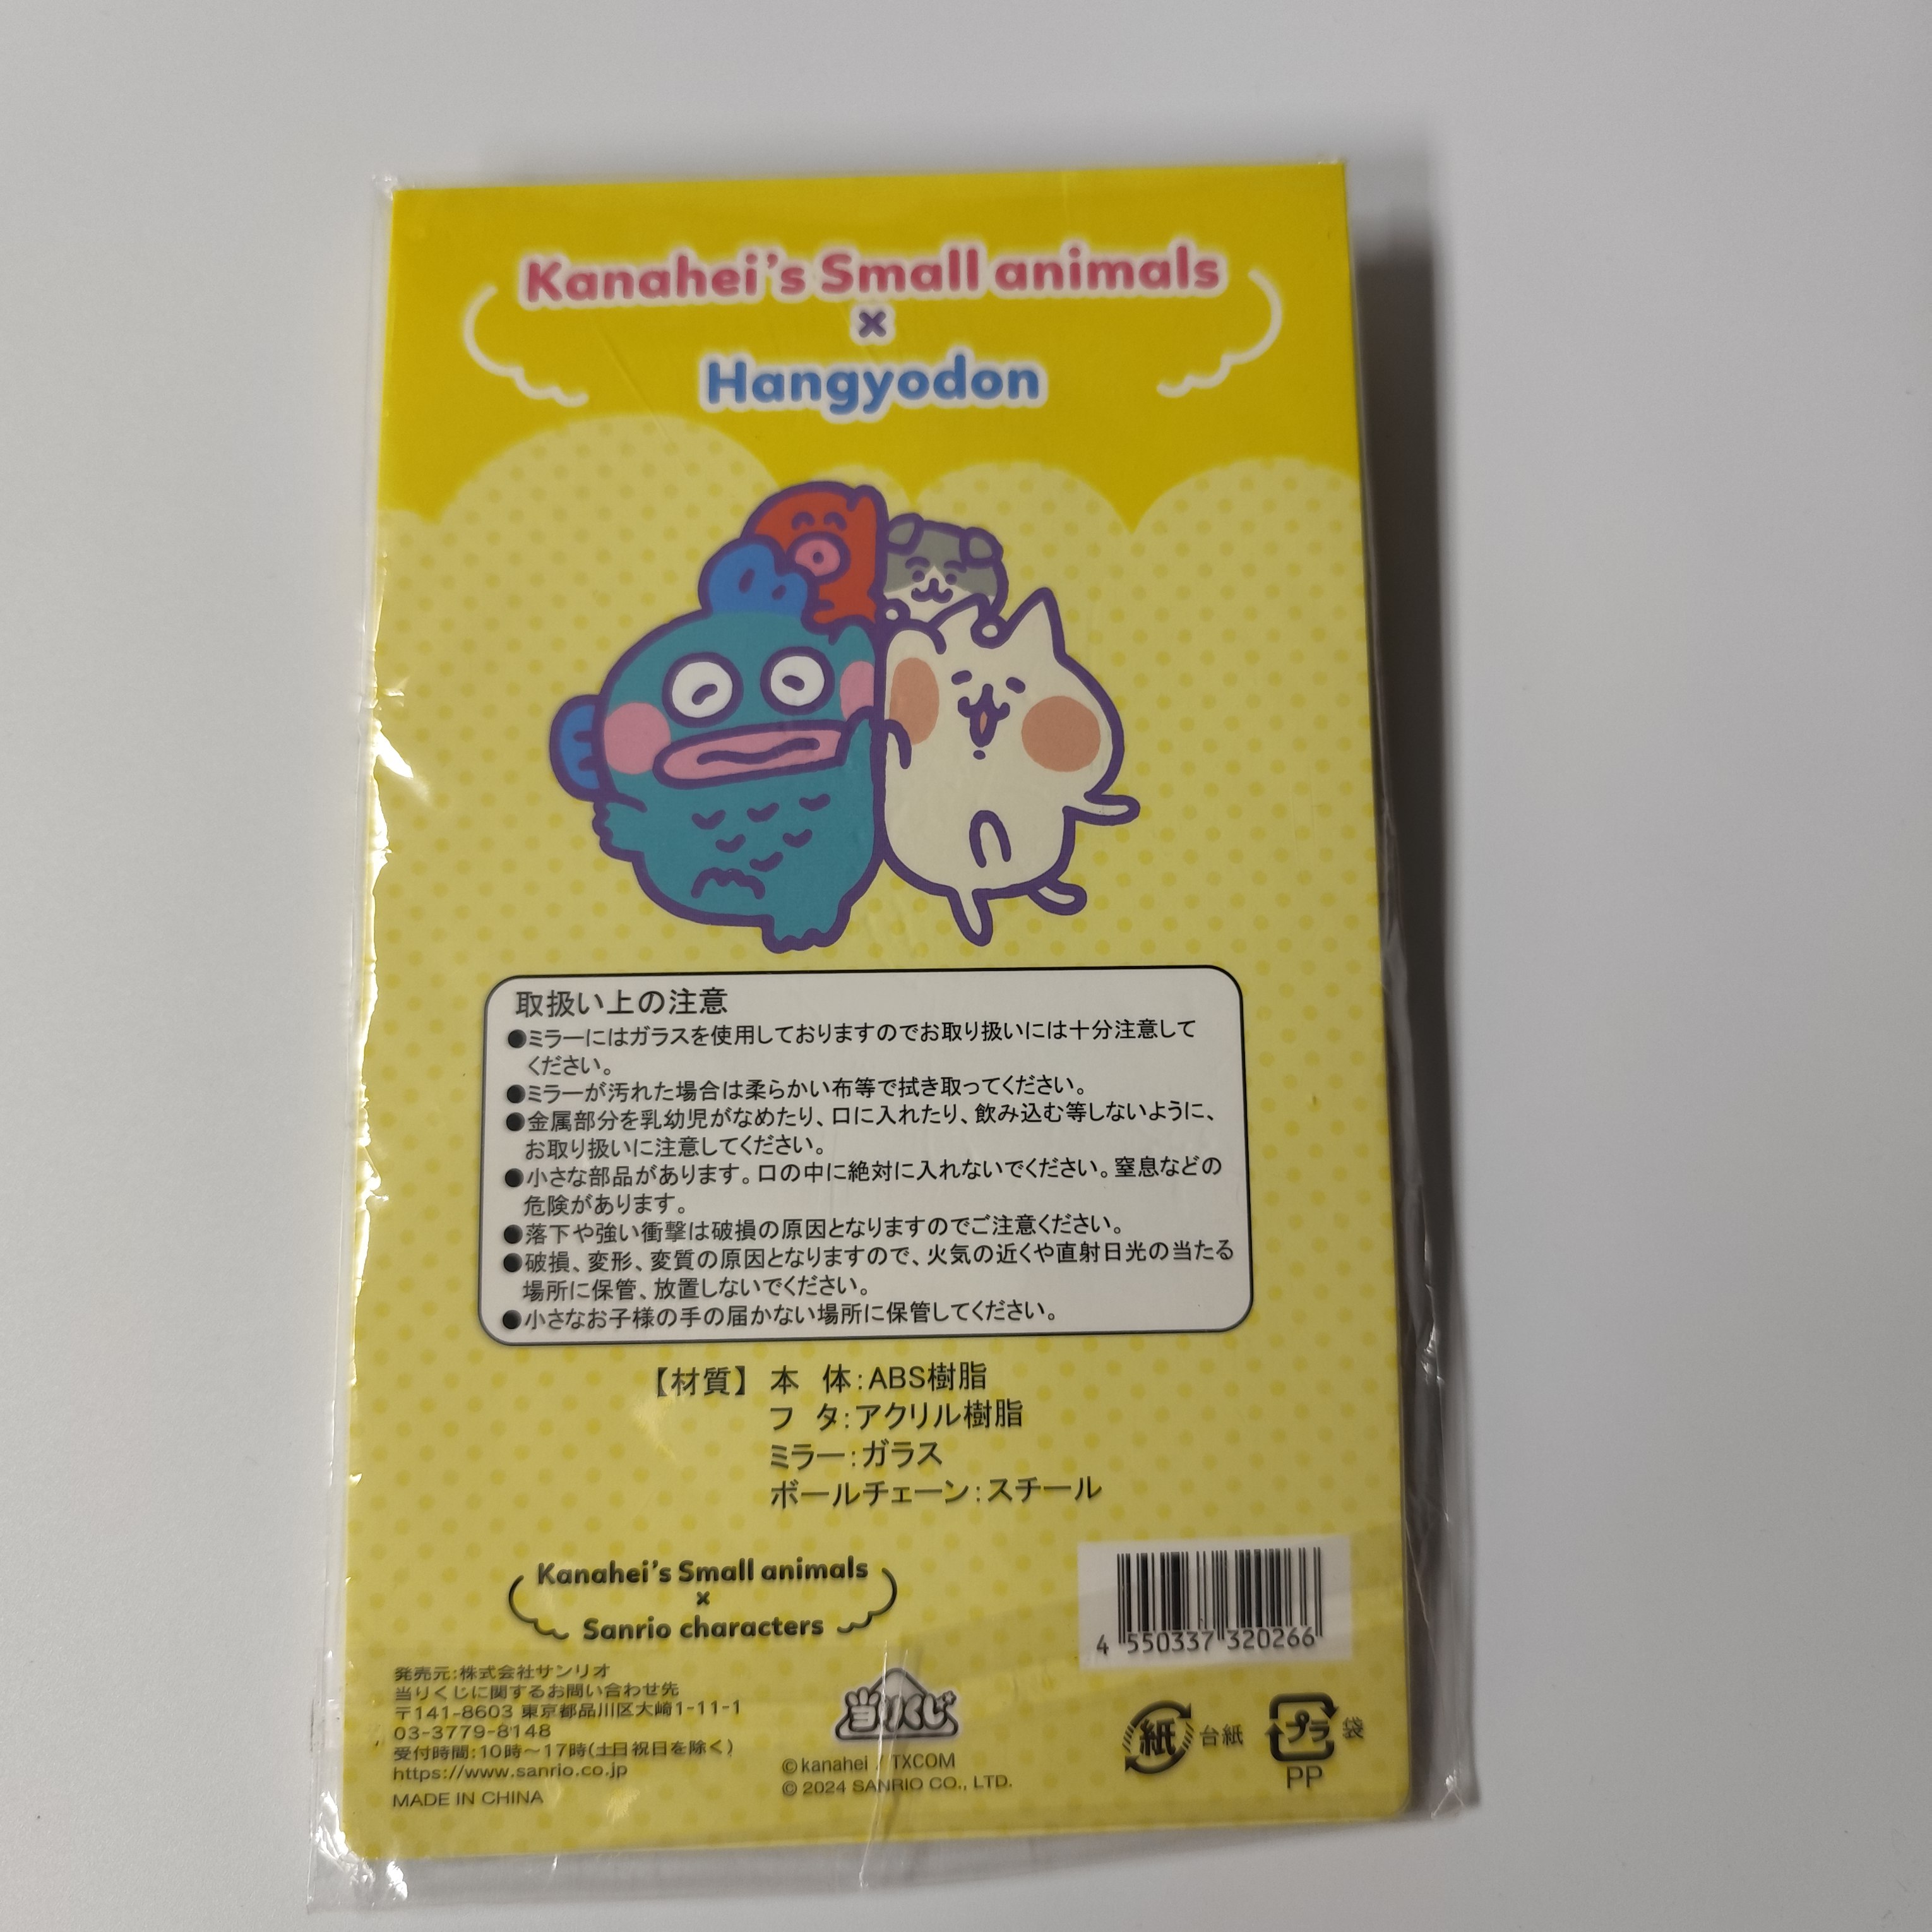 Kanahei's Small animals
×
Hangyodon
取扱い上の注意
●ミラーにはガラスを使用しておりますのでお取り扱いには十分注意して
ください。
●ミラーが汚れた場合は柔らかい布等で拭き取ってください。
●金属部分を乳幼児がなめたり、口に入れたり、飲み込む等しないように、
お取り扱いに注意してください。
●小さな部品があります。口の中に絶対に入れないでください。窒息などの
危険があります。
●落下や強い衝撃は破損の原因となりますのでご注意ください。
●破損、変形、変質の原因となりますので、火気の近くや直射日光の当たる
場所に保管、放置しないでください。
●小さなお子様の手の届かない場所に保管してください。
【材質】 本 体:ABS樹脂
フ タ:アクリル樹脂
ミラー:ガラス
ボールチェーン:スチール
Kanahei's Small animals
×
Sanrio characters
4 550337 320266
発売元:株式会社サンリオ
当りくじに関するお問い合わせ先
〒141-8603 東京都品川区大崎1-11-1
03-3779-8148
受付時間:10時～17時(土日祝日を除く)
https://www.sanrio.co.jp
MADE IN CHINA
当りくじ
©kanahei / TXCOM
© 2024 SANRIO CO., LTD.
紙 台紙
プラ 袋
PP